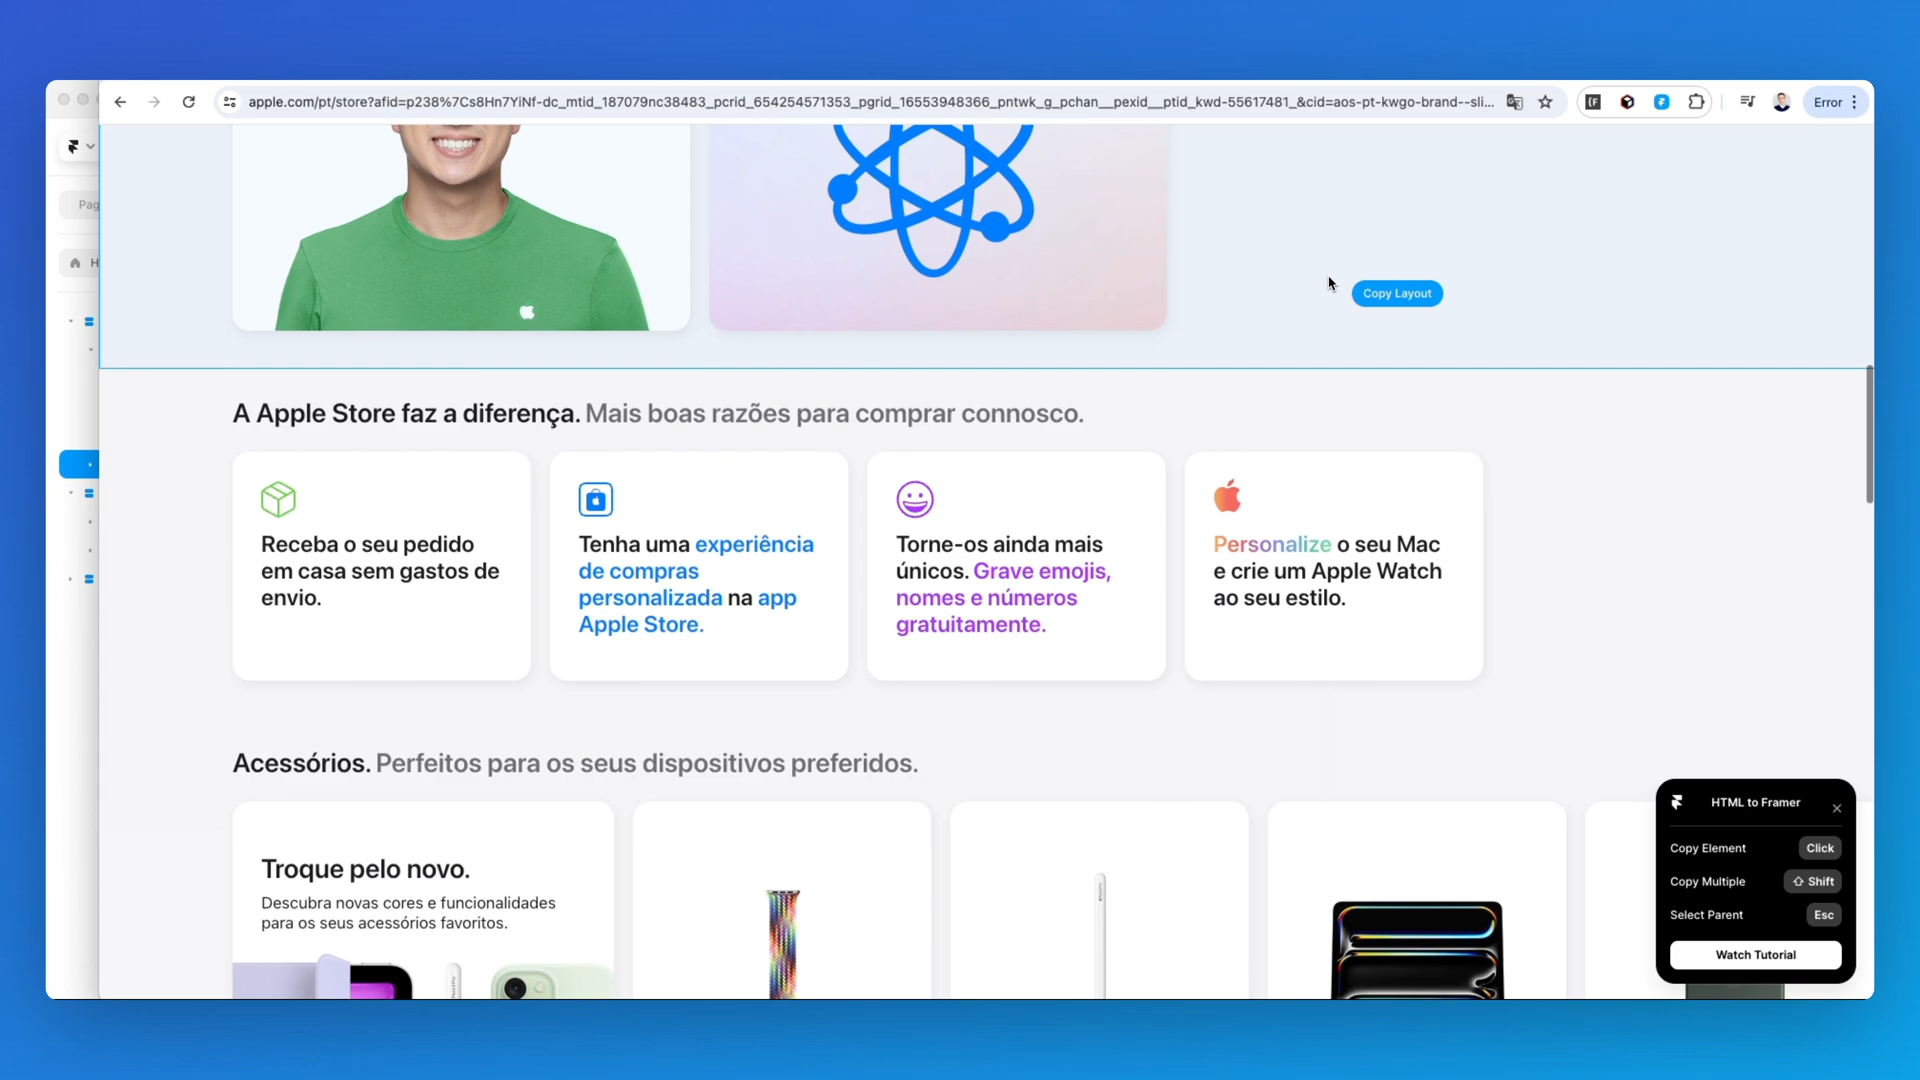 apple.com/pt/store?afid=p238%7Cs8Hn7YiNf-dc_mtid_187079nc38483_pcrid_654254571353_pgrid_16553948366_pntwk_g_pchan__pexid__ptid_kwd-55617481_&cid=aos-pt-kwgo-brand--sli...
Error
Pag
H
Copy Layout
A Apple Store faz a diferença. Mais boas razões para comprar connosco.
Receba o seu pedido
em casa sem gastos de
envio.
Tenha uma experiência
de compras
personalizada na app
Apple Store.
Torne-os ainda mais
únicos. Grave emojis,
nomes e números
gratuitamente.
Personalize o seu Mac
e crie um Apple Watch
ao seu estilo.
Acessórios. Perfeitos para os seus dispositivos preferidos.
Troque pelo novo.
Descubra novas cores e funcionalidades
para os seus acessórios favoritos.
HTML to Framer
Copy Element Click
Copy Multiple Shift
Select Parent Esc
Watch Tutorial